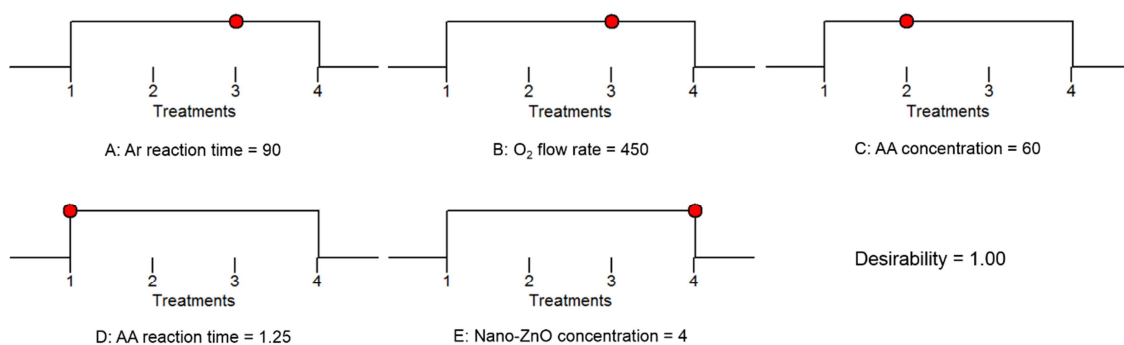 1 2 3 4
Treatments
A: Ar reaction time = 90
1 2 3 4
Treatments
B: O₂ flow rate = 450
1 2 3 4
Treatments
C: AA concentration = 60
1 2 3 4
Treatments
D: AA reaction time = 1.25
1 2 3 4
Treatments
E: Nano-ZnO concentration = 4
Desirability = 1.00